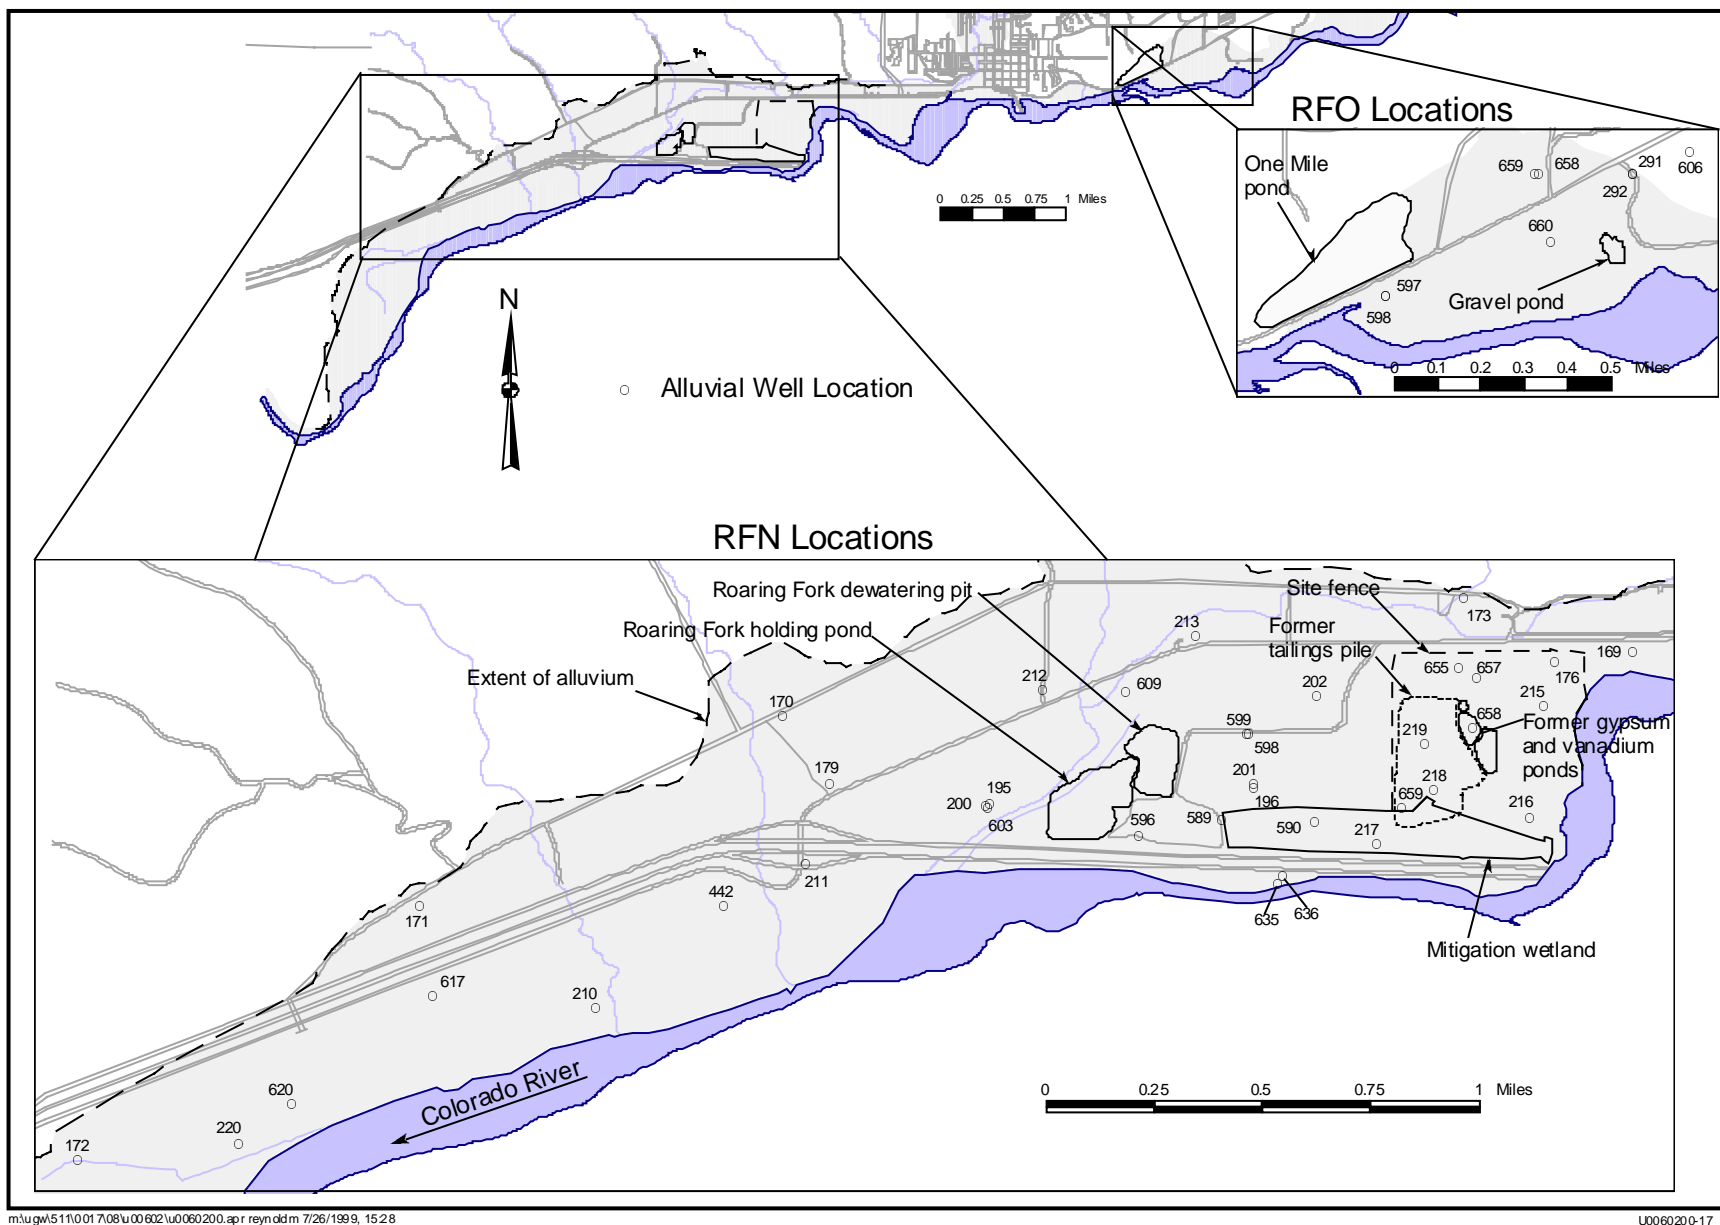 RFO Locations
One Mile
pond
659
658
291
606
292
660
597
Gravel pond
598
0 0.1 0.2 0.3 0.4 0.5 Miles
0 0.25 0.5 0.75 1 Miles
N
Alluvial Well Location
RFN Locations
Roaring Fork dewatering pit
Site fence
173
Roaring Fork holding pond
213
Former
tailings pile
169
Extent of alluvium
655
657
176
212
609
202
215
170
599
598
219
658
Former gypsum
and vanadium
ponds
179
201
218
200
195
196
659
216
603
596
589
590
217
211
442
171
635
636
Mitigation wetland
617
210
Colorado River
620
220
172
0 0.25 0.5 0.75 1 Miles
m:\ugw\511\0017\08\u00602\u0060200.apr reynoldm 7/26/1999, 15:28
U0060200-17